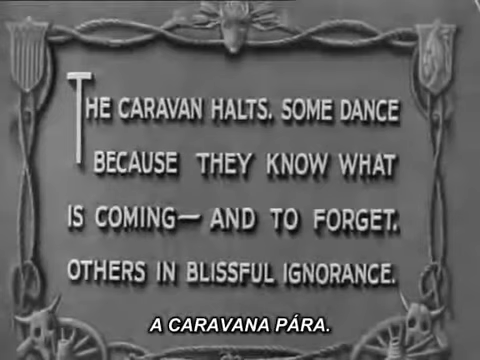 THE CARAVAN HALTS. SOME DANCE
BECAUSE THEY KNOW WHAT
IS COMING— AND TO FORGET.
OTHERS IN BLISSFUL IGNORANCE.
A CARAVANA PÁRA.